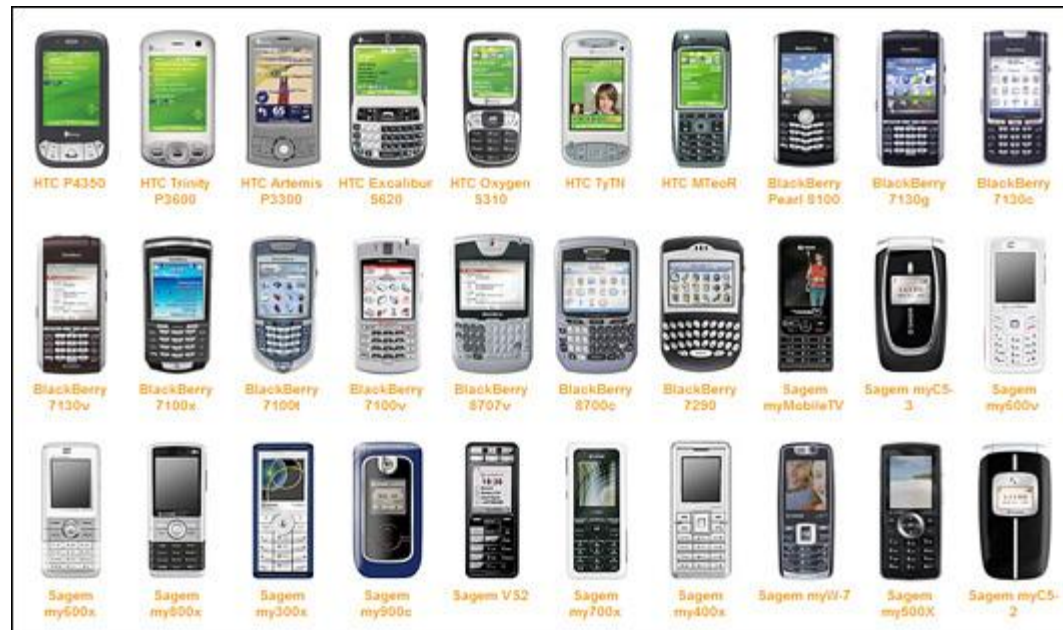 HTC P4350
HTC Trinity
P3600
HTC Artemis
P3300
HTC Excalibur
S620
HTC Oxygen
S310
HTC TyTN
HTC MTeoR
BlackBerry
Pearl 8100
BlackBerry
7130g
BlackBerry
7130c
BlackBerry
7130v
BlackBerry
7100x
BlackBerry
7100t
BlackBerry
7100v
BlackBerry
8707v
BlackBerry
8700c
BlackBerry
7290
Sagem
myMobileTV
Sagem myC5-
3
Sagem
my600v
Sagem
my600x
Sagem
my800x
Sagem
my300x
Sagem
my900c
Sagem VS2
Sagem
my700x
Sagem
my400x
Sagem myW-7
Sagem
my500X
Sagem myC5-
2